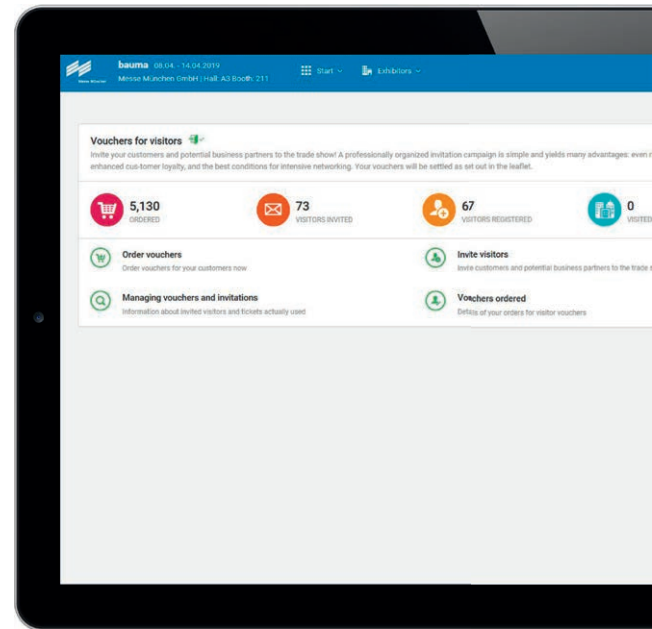 bauma 08.04. - 14.04.2019
Messe München GmbH | Hall: A3 Booth: 211
Start
Exhibitors
Messe München
Vouchers for visitors
Invite your customers and potential business partners to the trade show! A professionally organized invitation campaign is simple and yields many advantages: even
enhanced cus-tomer loyalty, and the best conditions for intensive networking. Your vouchers will be settled as set out in the leaflet.
5,130
ORDERED
73
VISITORS INVITED
67
VISITORS REGISTERED
0
VISITED
Order vouchers
Order vouchers for your customers now
Invite visitors
Invite customers and potential business partners to the trade
Managing vouchers and invitations
Information about invited visitors and tickets actually used
Vouchers ordered
Details of your orders for visitor vouchers